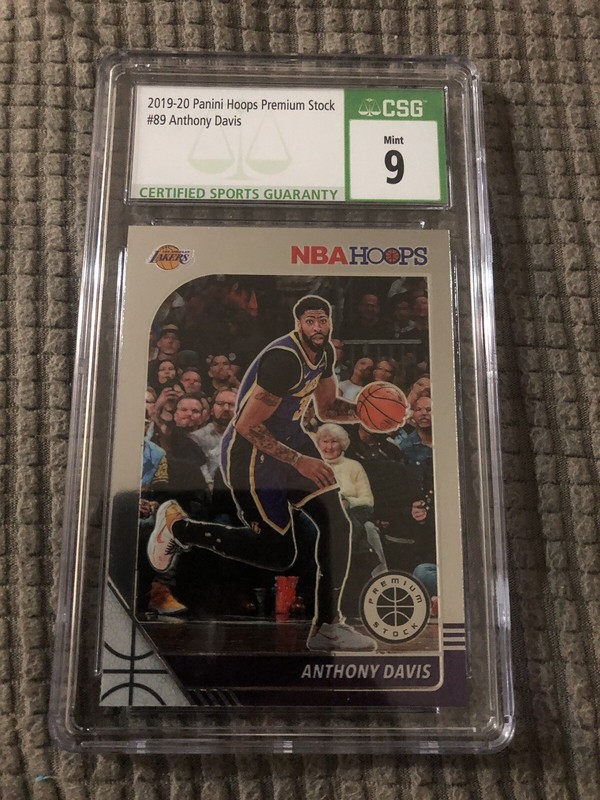 2019-20 Panini Hoops Premium Stock
#89 Anthony Davis
CERTIFIED SPORTS GUARANTY
CSG
Mint
9
LAKERS
NBA HOOPS
PREMIUM
STOCK
ANTHONY DAVIS